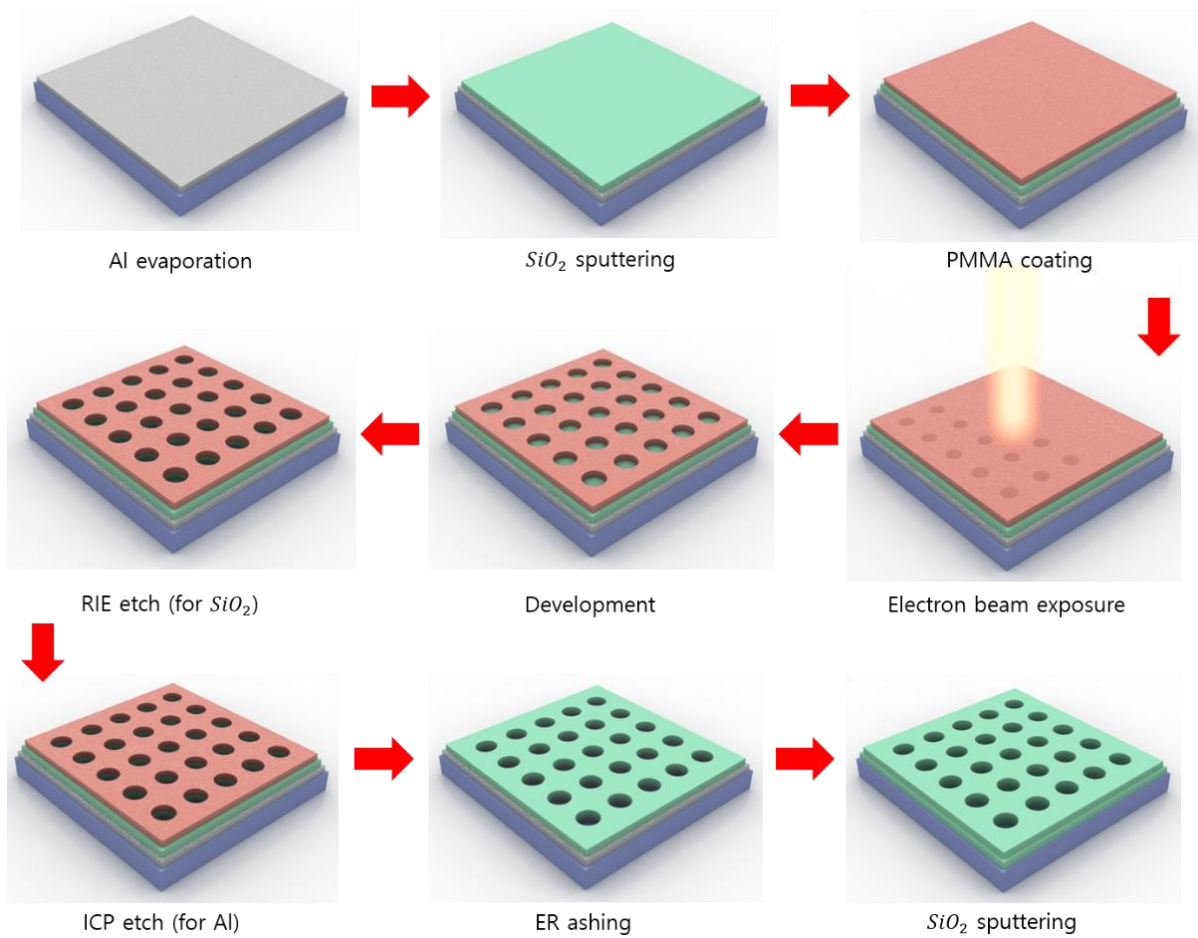 Al evaporation
SiO₂ sputtering
PMMA coating
RIE etch (for SiO₂)
Development
Electron beam exposure
ICP etch (for Al)
ER ashing
SiO₂ sputtering